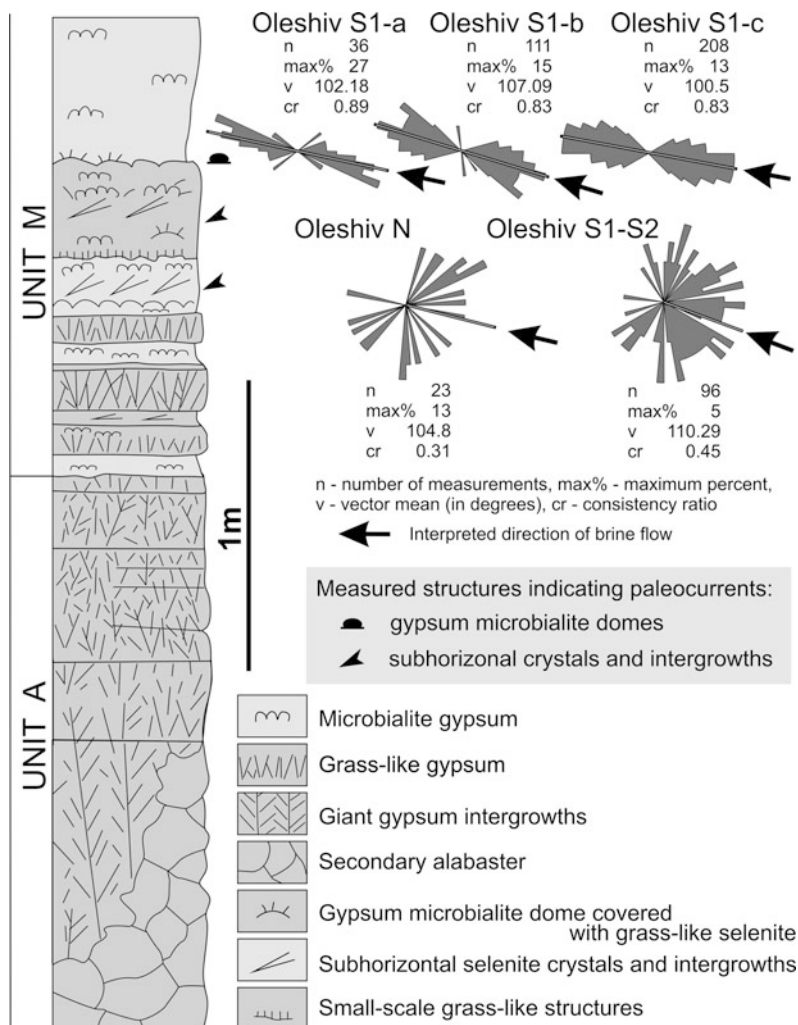 Oleshiv S1-a
n 36
max% 27
v 102.18
cr 0.89
Oleshiv S1-b
n 111
max% 15
v 107.09
cr 0.83
Oleshiv S1-c
n 208
max% 13
v 100.5
cr 0.83
Oleshiv N
n 23
max% 13
v 104.8
cr 0.31
Oleshiv S1-S2
n 96
max% 5
v 110.29
cr 0.45
n - number of measurements, max% - maximum percent,
v - vector mean (in degrees), cr - consistency ratio
Interpreted direction of brine flow
Measured structures indicating paleocurrents:
gypsum microbialite domes
subhorizonal crystals and intergrowths
UNIT M
UNIT A
1m
Microbialite gypsum
Grass-like gypsum
Giant gypsum intergrowths
Secondary alabaster
Gypsum microbialite dome covered
with grass-like selenite
Subhorizontal selenite crystals and intergrowths
Small-scale grass-like structures